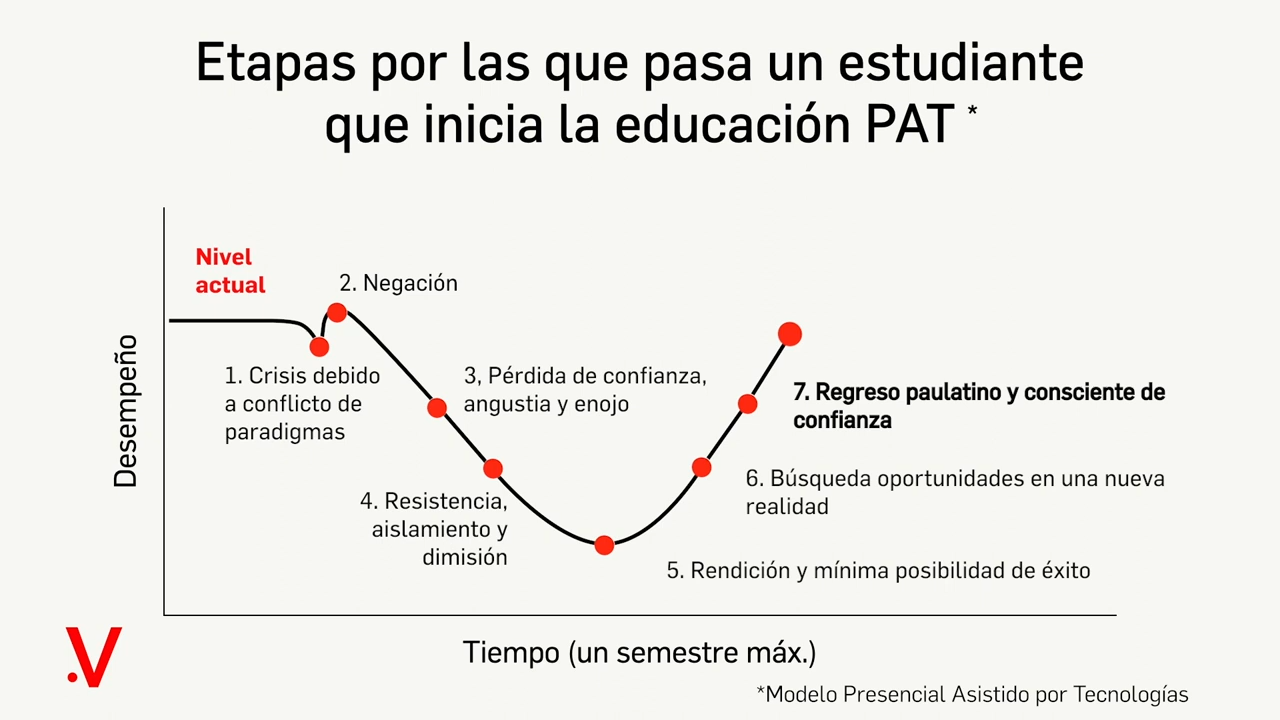 Etapas por las que pasa un estudiante
que inicia la educación PAT *
Nivel
actual
2. Negación
1. Crisis debido
a conflicto de
paradigmas
3, Pérdida de confianza,
angustia y enojo
7. Regreso paulatino y consciente de
confianza
4. Resistencia,
aislamiento y
dimisión
6. Búsqueda oportunidades en una nueva
realidad
5. Rendición y mínima posibilidad de éxito
Desempeño
Tiempo (un semestre máx.)
.V
*Modelo Presencial Asistido por Tecnologías